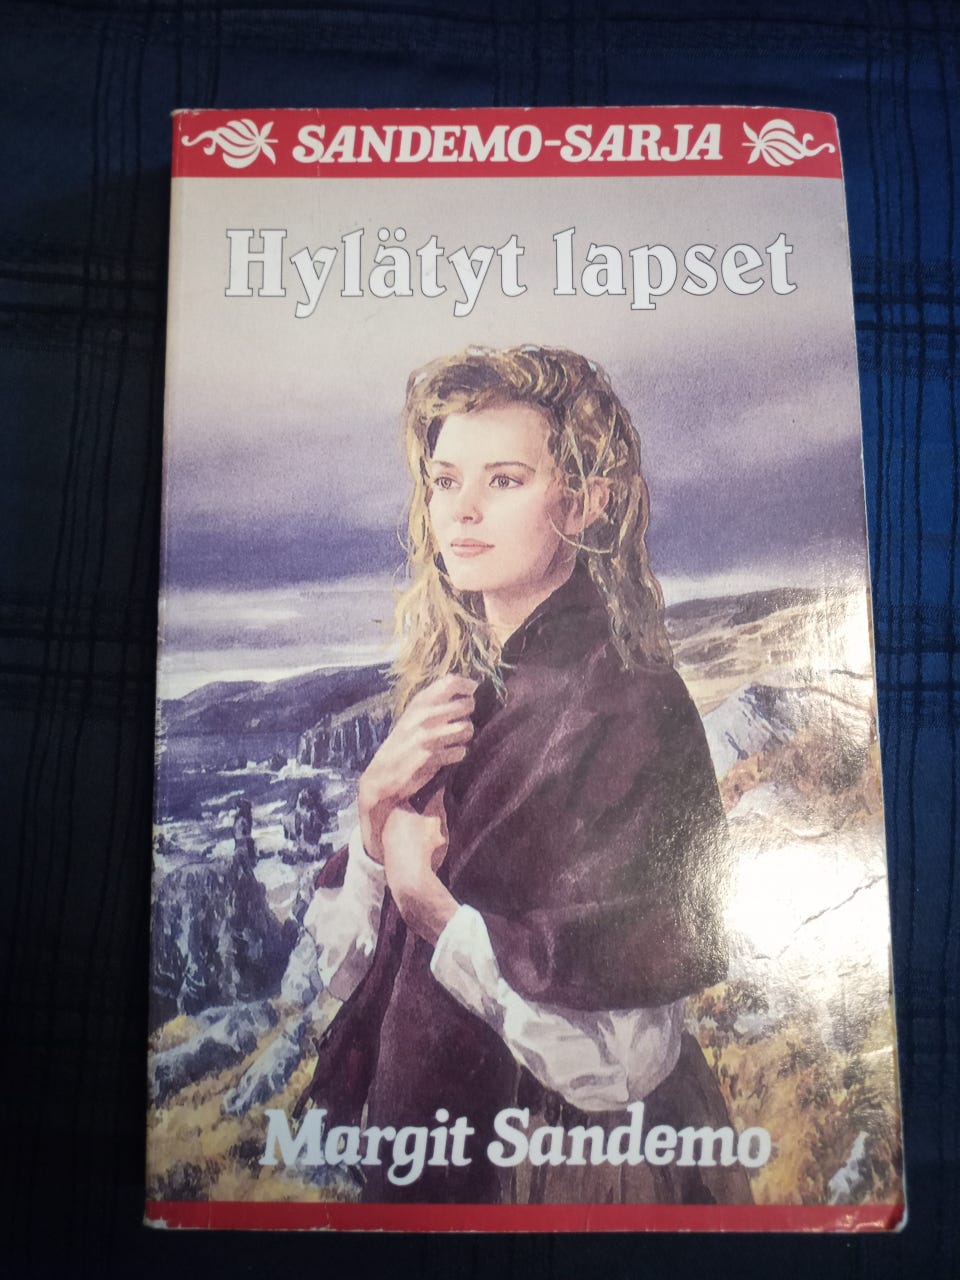 SANDEMO-SARJA
Hylätyt lapset
Margit Sandemo